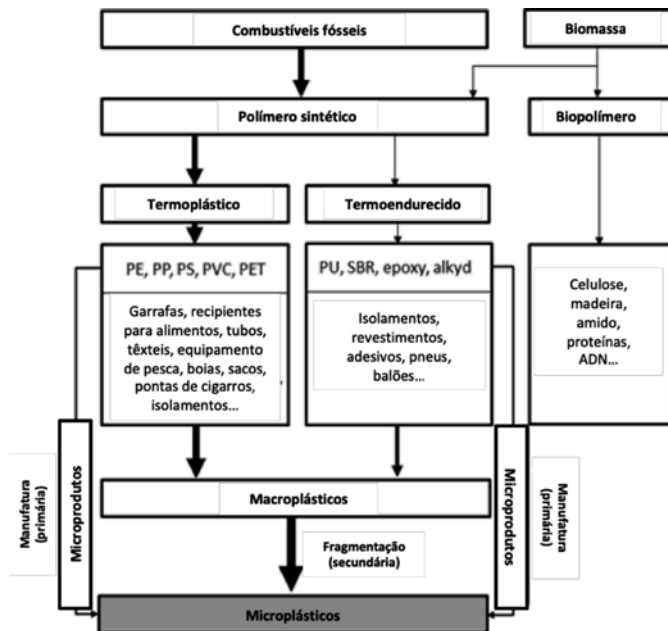 Combustíveis fósseis
Biomassa
Polímero sintético
Biopolímero
Termoplástico
Termoendurecido
PE, PP, PS, PVC, PET
Garrafas, recipientes
para alimentos, tubos,
têxteis, equipamento
de pesca, boias, sacos,
pontas de cigarros,
isolamentos...
PU, SBR, epoxy, alkyd
Isolamentos,
revestimentos,
adesivos, pneus,
balões...
Celulose,
madeira,
amido,
proteínas,
ADN...
Manufatura
(primária)
Microprodutos
Macroplásticos
Microprodutos
Manufatura
(primária)
Fragmentação
(secundária)
Microplásticos